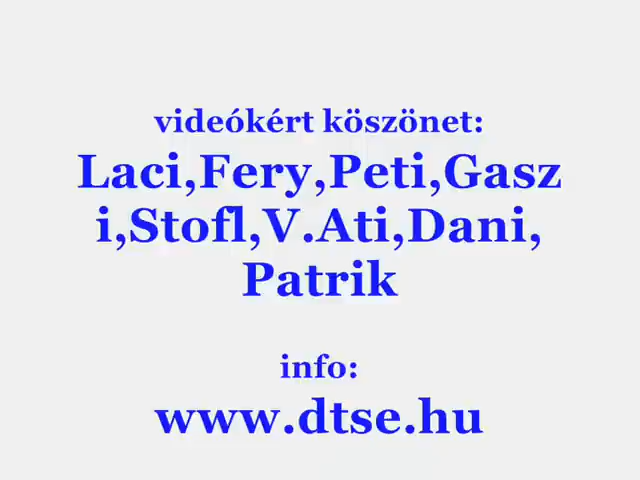 videókért köszönet:
Laci,Fery,Peti,Gasz
i,Stofl,V.Ati,Dani,
Patrik
info:
www.dtse.hu